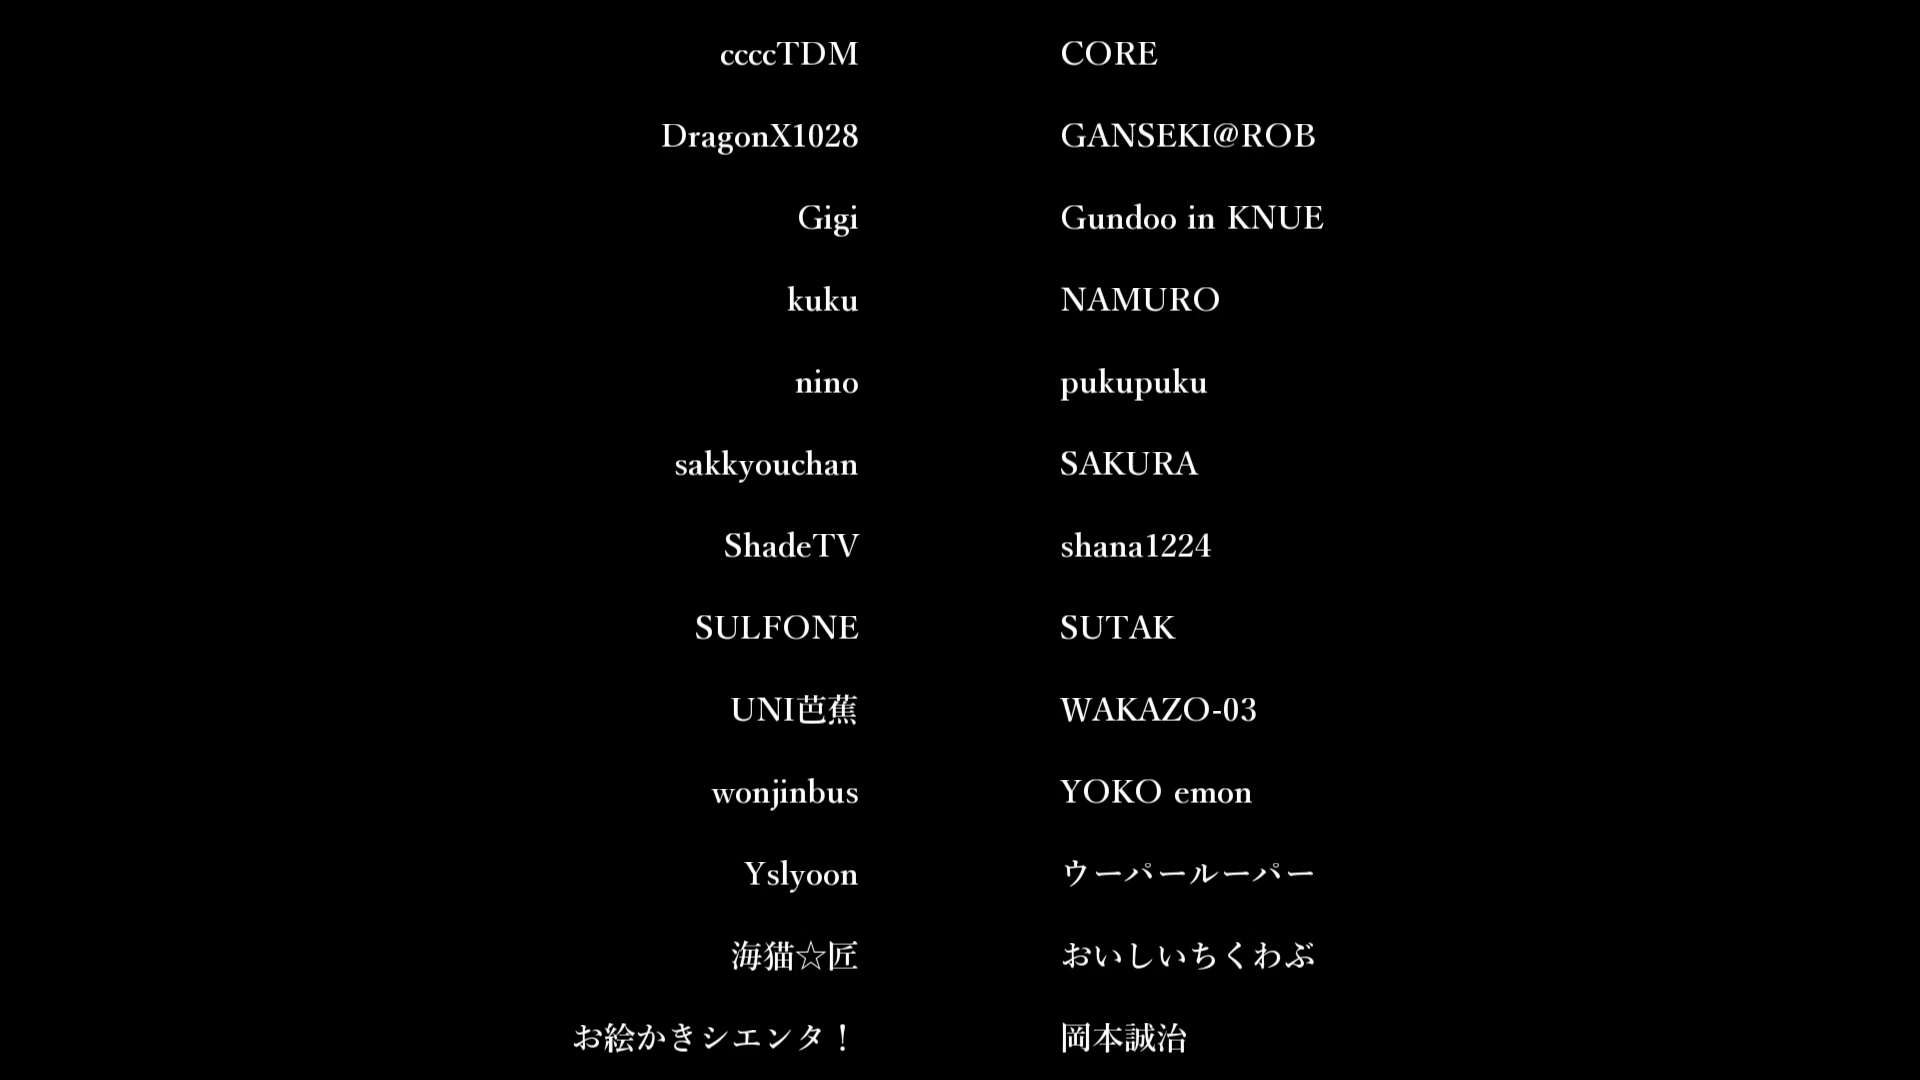 ccccTDM CORE
DragonX1028 GANSEKI@ROB
Gigi Gundoo in KNUE
kuku NAMURO
nino pukupuku
sakkyouchan SAKURA
ShadeTV shana1224
SULFONE SUTAK
UNI芭蕉 WAKAZO-03
wonjinbus YOKO emon
Yslyoon ウーパールーパー
海猫☆匠 おいしいちくわぶ
お絵かきシエンタ！ 岡本誠治